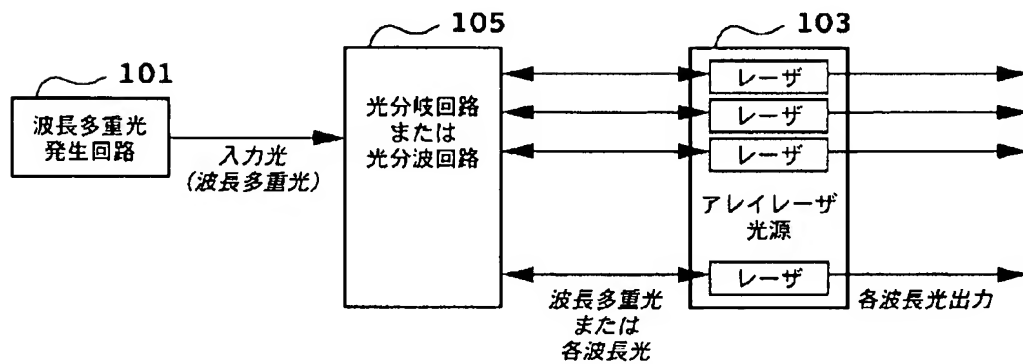 101
波長多重光
発生回路
入力光
(波長多重光)
105
光分岐回路
または
光分波回路
波長多重光
または
各波長光
103
レーザ
レーザ
レーザ
アレイレーザ
光源
レーザ
各波長光出力